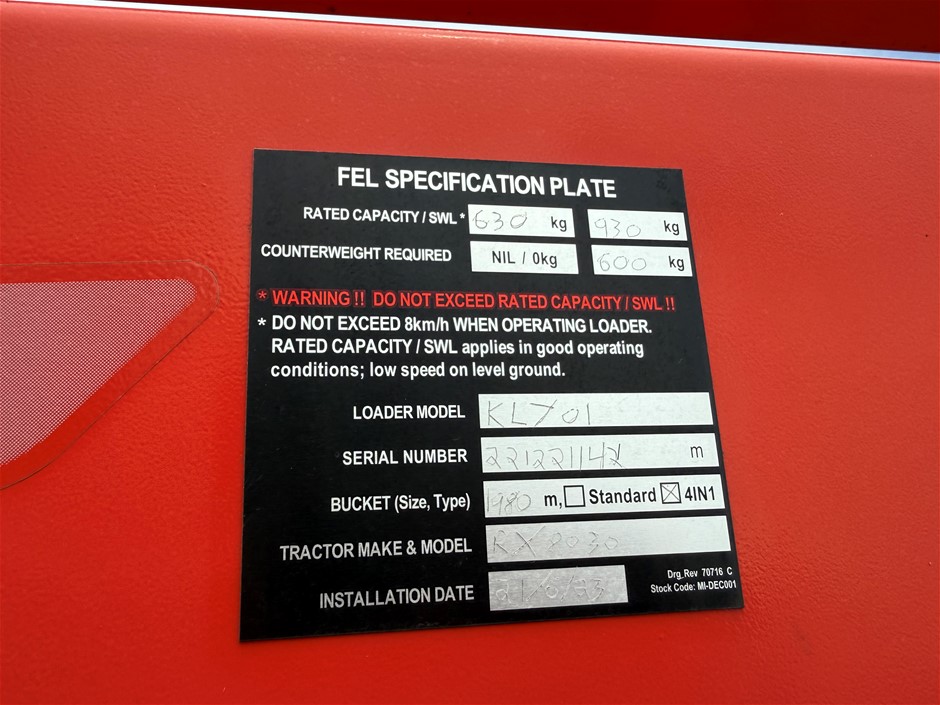 FEL SPECIFICATION PLATE
RATED CAPACITY / SWL * 630 kg 930 kg
COUNTERWEIGHT REQUIRED NIL / 0kg 600 kg
* WARNING !! DO NOT EXCEED RATED CAPACITY / SWL !!
* DO NOT EXCEED 8km/h WHEN OPERATING LOADER.
RATED CAPACITY / SWL applies in good operating
conditions; low speed on level ground.
LOADER MODEL KL701
SERIAL NUMBER m
BUCKET (Size, Type) 1980 m, Standard 4IN1
TRACTOR MAKE & MODEL
INSTALLATION DATE
Drg_Rev 70716 C
Stock Code: MI-DEC001